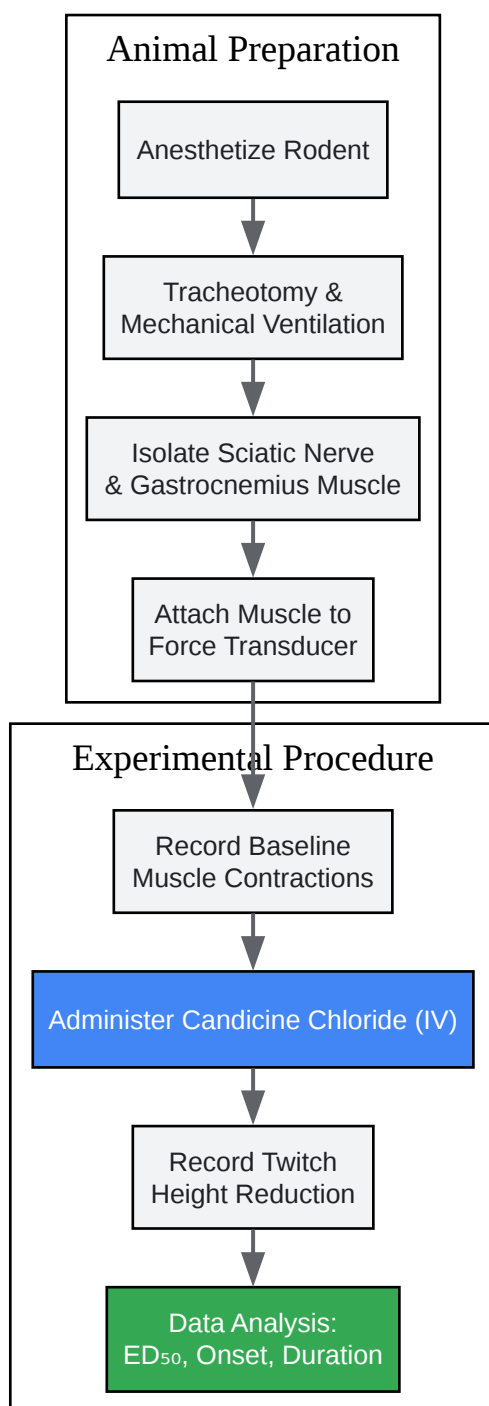 Animal Preparation
Anesthetize Rodent
Tracheotomy &
Mechanical Ventilation
Isolate Sciatic Nerve
& Gastrocnemius Muscle
Attach Muscle to
Force Transducer
Experimental Procedure
Record Baseline
Muscle Contractions
Administer Candicine Chloride (IV)
Record Twitch
Height Reduction
Data Analysis:
ED₅₀, Onset, Duration